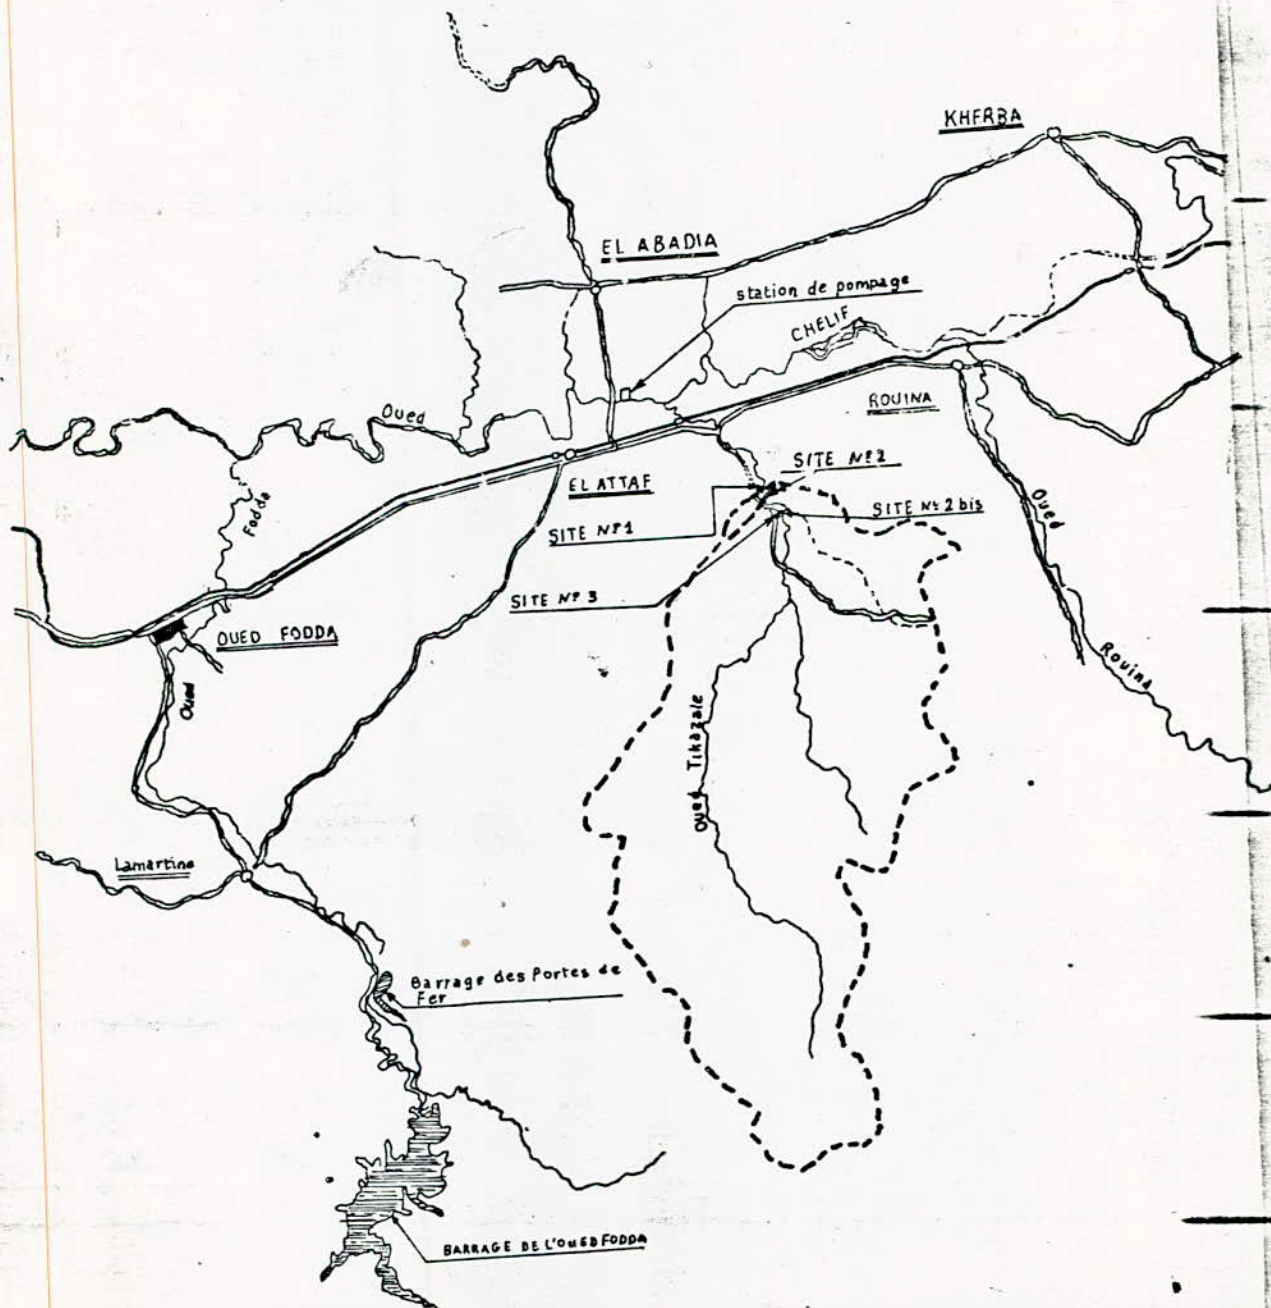 KHERBA
EL ABADIA
station de pompage
CHELIF
Oued
ROUINA
SITE Nº2
EL ATTAF
SITE Nº 2 bis
Fodda
Oued
SITE Nº1
SITE Nº 3
OUED FODDA
Rouina
Oued
Oued Tikazale
Lamartine
Barrage des Portes de
Fer
BARRAGE DE L'OUED FODDA